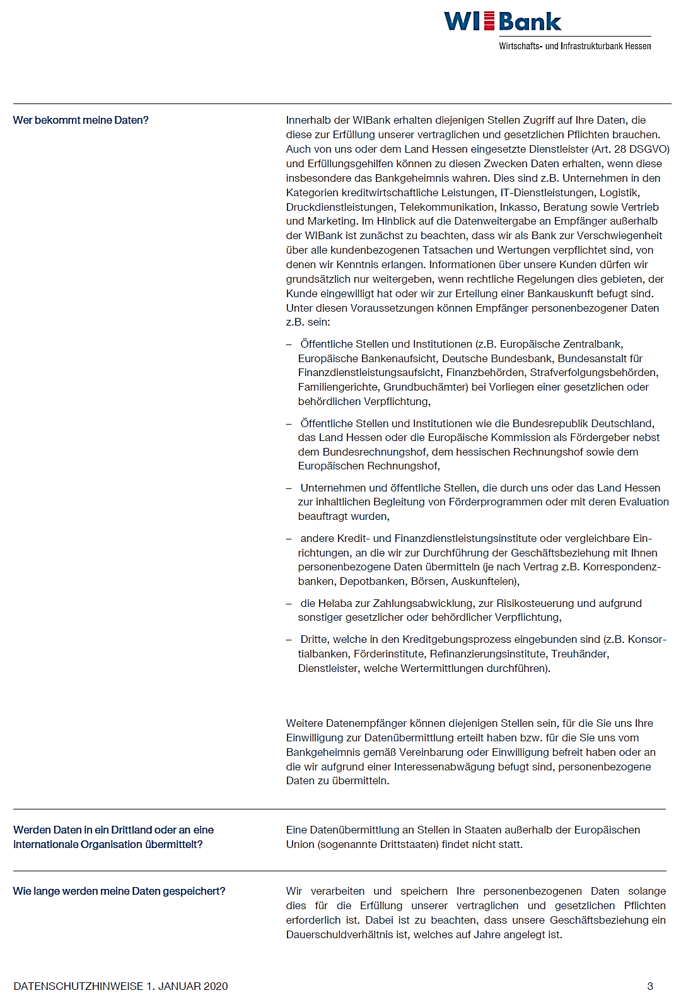 WIBank
Wirtschafts- und Infrastrukturbank Hessen
Wer bekommt meine Daten?
Innerhalb der WIBank erhalten diejenigen Stellen Zugriff auf Ihre Daten, die
diese zur Erfüllung unserer vertraglichen und gesetzlichen Pflichten brauchen.
Auch von uns oder dem Land Hessen eingesetzte Dienstleister (Art. 28 DSGVO)
und Erfüllungsgehilfen können zu diesen Zwecken Daten erhalten, wenn diese
insbesondere das Bankgeheimnis wahren. Dies sind z.B. Unternehmen in den
Kategorien kreditwirtschaftliche Leistungen, IT-Dienstleistungen, Logistik,
Druckdienstleistungen, Telekommunikation, Inkasso, Beratung sowie Vertrieb
und Marketing. Im Hinblick auf die Datenweitergabe an Empfänger außerhalb
der WIBank ist zunächst zu beachten, dass wir als Bank zur Verschwiegenheit
über alle kundenbezogenen Tatsachen und Wertungen verpflichtet sind, von
denen wir Kenntnis erlangen. Informationen über unsere Kunden dürfen wir
grundsätzlich nur weitergeben, wenn rechtliche Regelungen dies gebieten, der
Kunde eingewilligt hat oder wir zur Erteilung einer Bankauskunft befugt sind.
Unter diesen Voraussetzungen können Empfänger personenbezogener Daten
z.B. sein:
– Öffentliche Stellen und Institutionen (z.B. Europäische Zentralbank,
Europäische Bankenaufsicht, Deutsche Bundesbank, Bundesanstalt für
Finanzdienstleistungsaufsicht, Finanzbehörden, Strafverfolgungsbehörden,
Familiengerichte, Grundbuchämter) bei Vorliegen einer gesetzlichen oder
behördlichen Verpflichtung,
– Öffentliche Stellen und Institutionen wie die Bundesrepublik Deutschland,
das Land Hessen oder die Europäische Kommission als Fördergeber nebst
dem Bundesrechnungshof, dem hessischen Rechnungshof sowie dem
Europäischen Rechnungshof,
– Unternehmen und öffentliche Stellen, die durch uns oder das Land Hessen
zur inhaltlichen Begleitung von Förderprogrammen oder mit deren Evaluation
beauftragt wurden,
– andere Kredit- und Finanzdienstleistungsinstitute oder vergleichbare Ein-
richtungen, an die wir zur Durchführung der Geschäftsbeziehung mit Ihnen
personenbezogene Daten übermitteln (je nach Vertrag z.B. Korrespondenz-
banken, Depotbanken, Börsen, Auskunfteien),
– die Helaba zur Zahlungsabwicklung, zur Risikosteuerung und aufgrund
sonstiger gesetzlicher oder behördlicher Verpflichtung,
– Dritte, welche in den Kreditgebungsprozess eingebunden sind (z.B. Konsor-
tialbanken, Förderinstitute, Refinanzierungsinstitute, Treuhänder,
Dienstleister, welche Wertermittlungen durchführen).
Weitere Datenempfänger können diejenigen Stellen sein, für die Sie uns Ihre
Einwilligung zur Datenübermittlung erteilt haben bzw. für die Sie uns vom
Bankgeheimnis gemäß Vereinbarung oder Einwilligung befreit haben oder an
die wir aufgrund einer Interessenabwägung befugt sind, personenbezogene
Daten zu übermitteln.
Werden Daten in ein Drittland oder an eine
internationale Organisation übermittelt?
Eine Datenübermittlung an Stellen in Staaten außerhalb der Europäischen
Union (sogenannte Drittstaaten) findet nicht statt.
Wie lange werden meine Daten gespeichert?
Wir verarbeiten und speichern Ihre personenbezogenen Daten solange
dies für die Erfüllung unserer vertraglichen und gesetzlichen Pflichten
erforderlich ist. Dabei ist zu beachten, dass unsere Geschäftsbeziehung ein
Dauerschuldverhältnis ist, welches auf Jahre angelegt ist.
DATENSCHUTZHINWEISE 1. JANUAR 2020
3